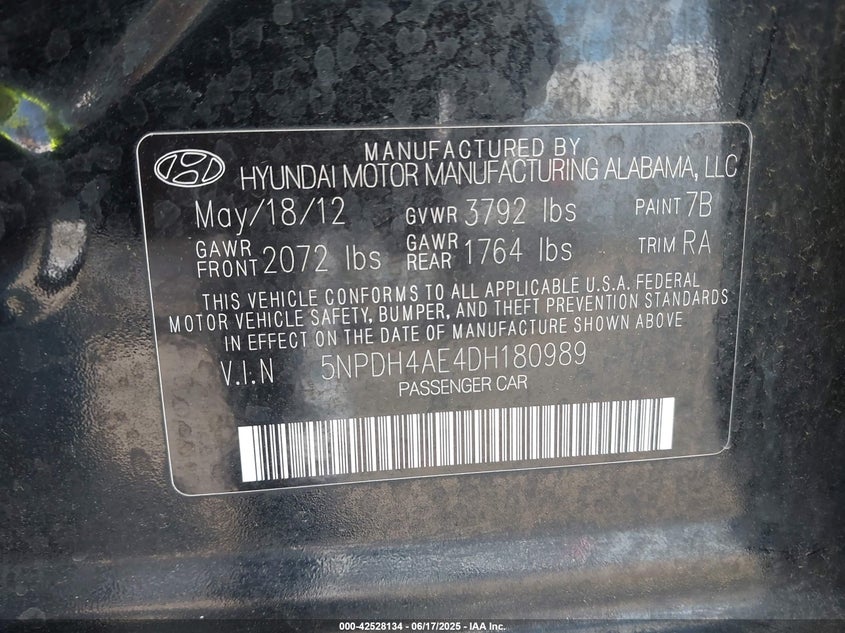 MANUFACTURED BY
HYUNDAI MOTOR MANUFACTURING ALABAMA, LLC
May/18/12 GVWR 3792 lbs PAINT 7B
GAWR FRONT 2072 lbs GAWR REAR 1764 lbs TRIM RA
THIS VEHICLE CONFORMS TO ALL APPLICABLE U.S.A. FEDERAL
MOTOR VEHICLE SAFETY, BUMPER, AND THEFT PREVENTION STANDARDS
IN EFFECT ON THE DATE OF MANUFACTURE SHOWN ABOVE
V.I.N 5NPDH4AE4DH180989
PASSENGER CAR
000-42528134 - 06/17/2025 - IAA Inc.